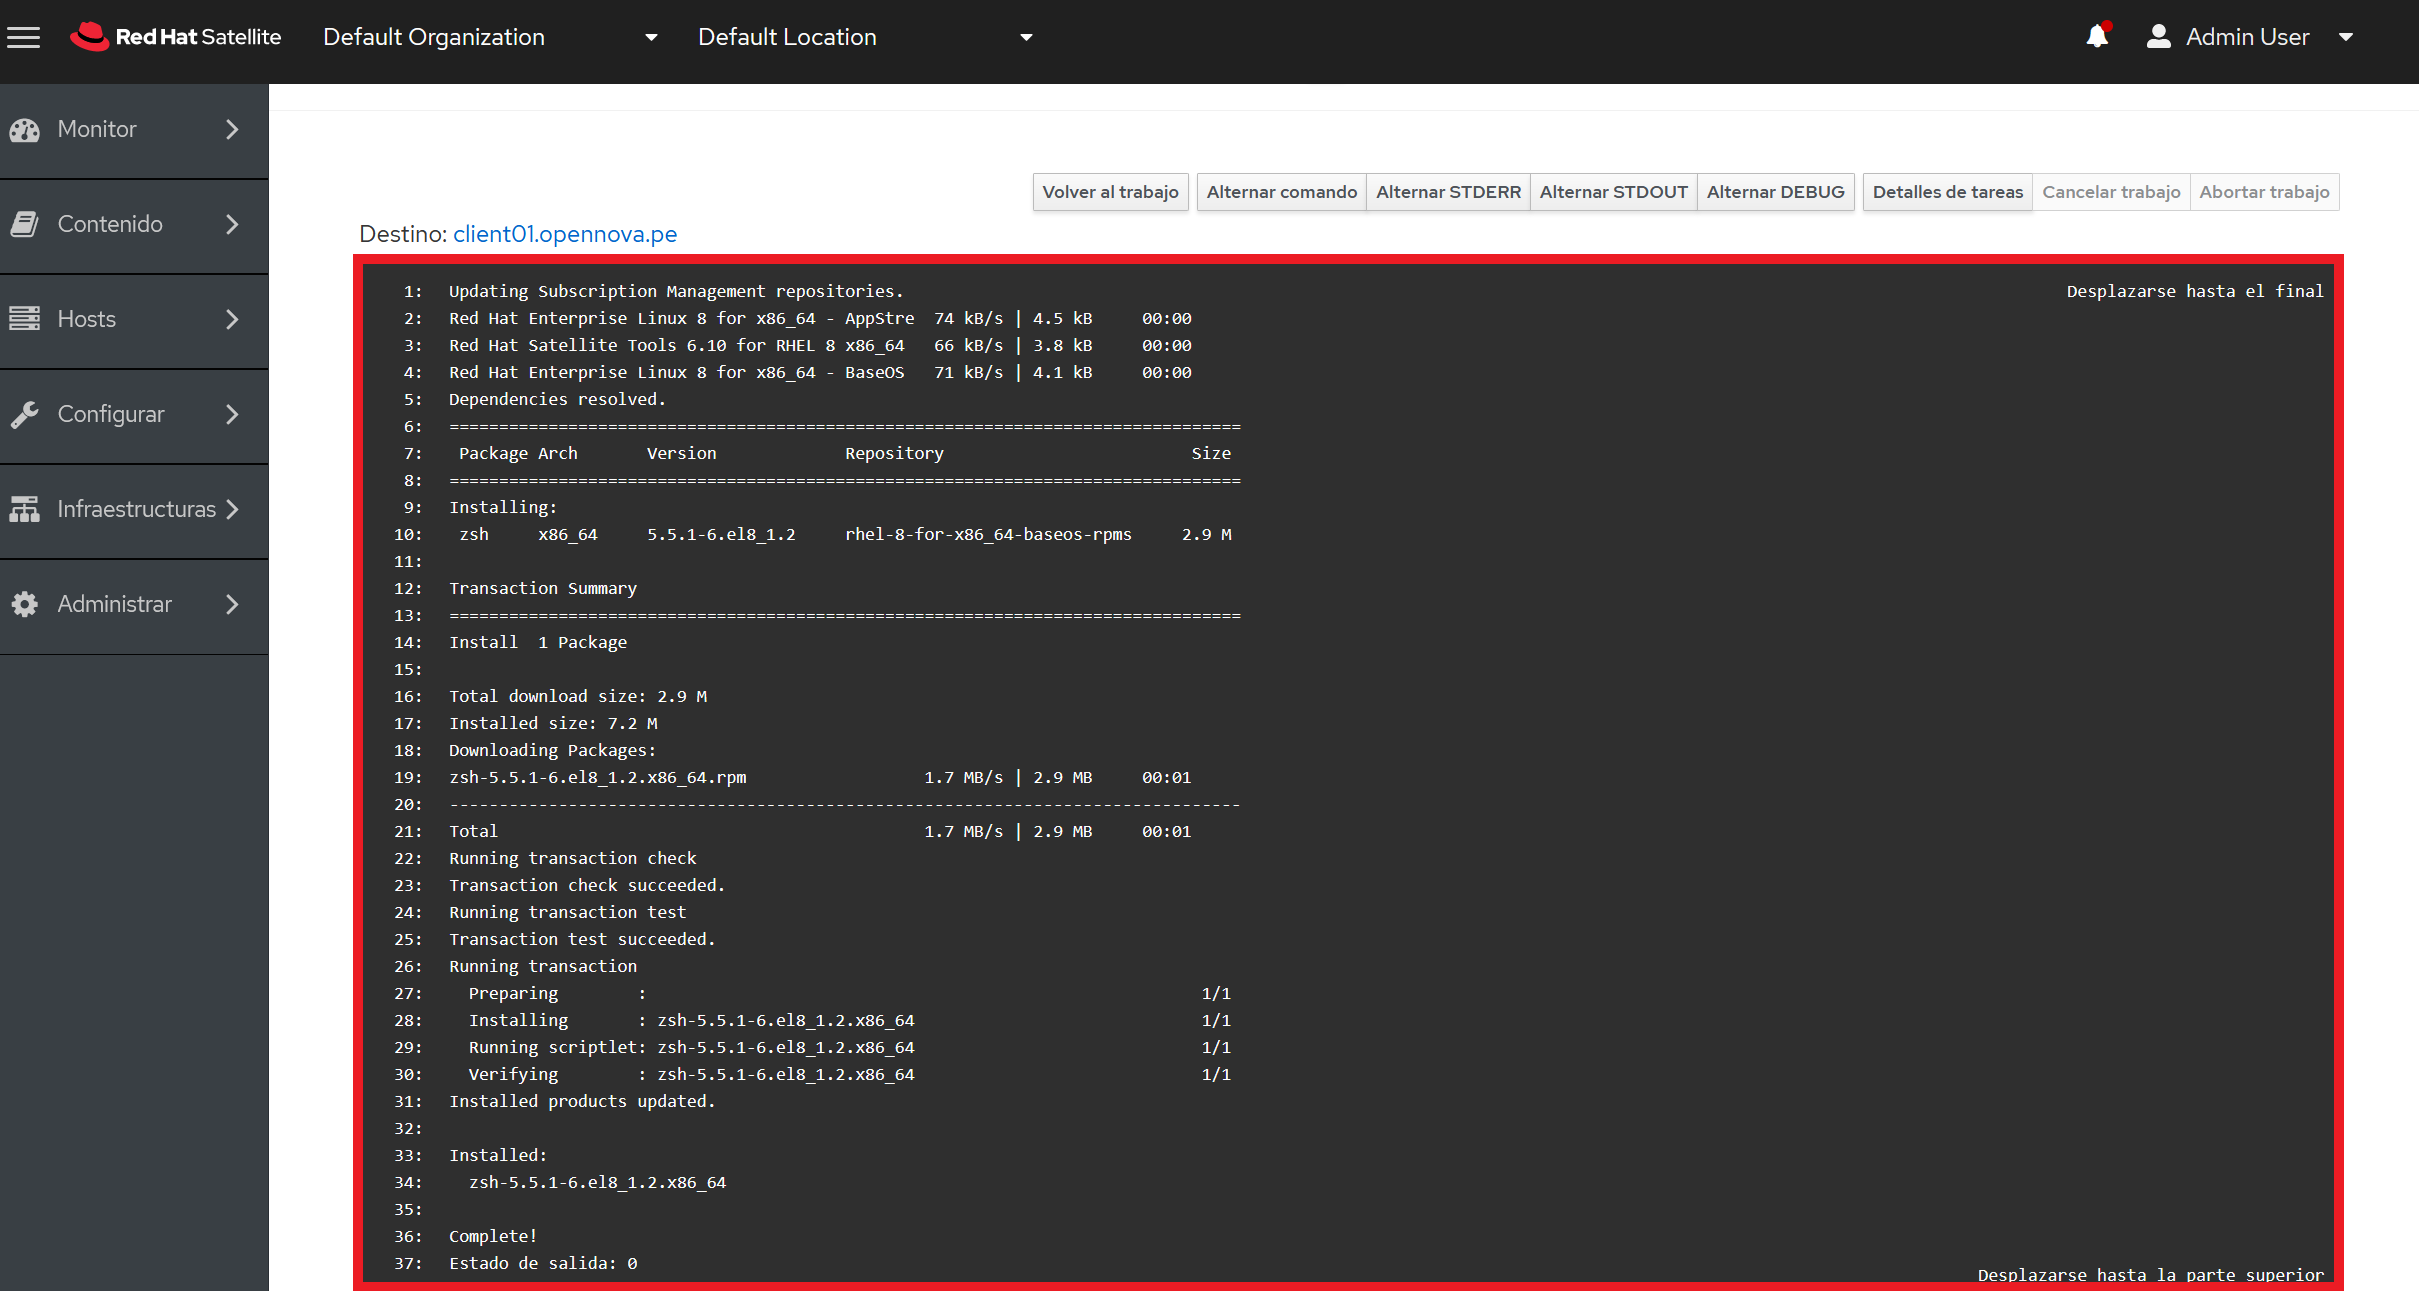 Red Hat Satellite Default Organization Default Location Admin User
Monitor
Contenido
Hosts
Configurar
Infraestructuras
Administrar
Volver al trabajo Alternar comando Alternar STDERR Alternar STDOUT Alternar DEBUG Detalles de tareas Cancelar trabajo Abortar trabajo
Destino: client01.opennova.pe
1: Updating Subscription Management repositories. Desplazarse hasta el final
2: Red Hat Enterprise Linux 8 for x86_64 - AppStre 74 kB/s | 4.5 kB 00:00
3: Red Hat Satellite Tools 6.10 for RHEL 8 x86_64 66 kB/s | 3.8 kB 00:00
4: Red Hat Enterprise Linux 8 for x86_64 - BaseOS 71 kB/s | 4.1 kB 00:00
5: Dependencies resolved.
6: ================================================================================
7: Package Arch Version Repository Size
8: ================================================================================
9: Installing:
10: zsh x86_64 5.5.1-6.el8_1.2 rhel-8-for-x86_64-baseos-rpms 2.9 M
11:
12: Transaction Summary
13: ================================================================================
14: Install 1 Package
15:
16: Total download size: 2.9 M
17: Installed size: 7.2 M
18: Downloading Packages:
19: zsh-5.5.1-6.el8_1.2.x86_64.rpm 1.7 MB/s | 2.9 MB 00:01
20: --------------------------------------------------------------------------------
21: Total 1.7 MB/s | 2.9 MB 00:01
22: Running transaction check
23: Transaction check succeeded.
24: Running transaction test
25: Transaction test succeeded.
26: Running transaction
27: Preparing : 1/1
28: Installing : zsh-5.5.1-6.el8_1.2.x86_64 1/1
29: Running scriptlet: zsh-5.5.1-6.el8_1.2.x86_64 1/1
30: Verifying : zsh-5.5.1-6.el8_1.2.x86_64 1/1
31: Installed products updated.
32:
33: Installed:
34: zsh-5.5.1-6.el8_1.2.x86_64
35:
36: Complete!
37: Estado de salida: 0
Desplazarse hasta la parte superior